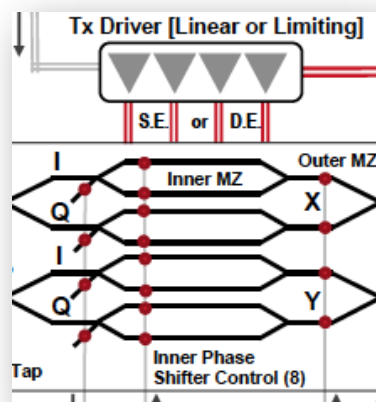 Tx Driver [Linear or Limiting]
S.E. or D.E.
I
Inner MZ
Outer MZ
Q
X
I
Q
Y
Tap
Inner Phase
Shifter Control (8)